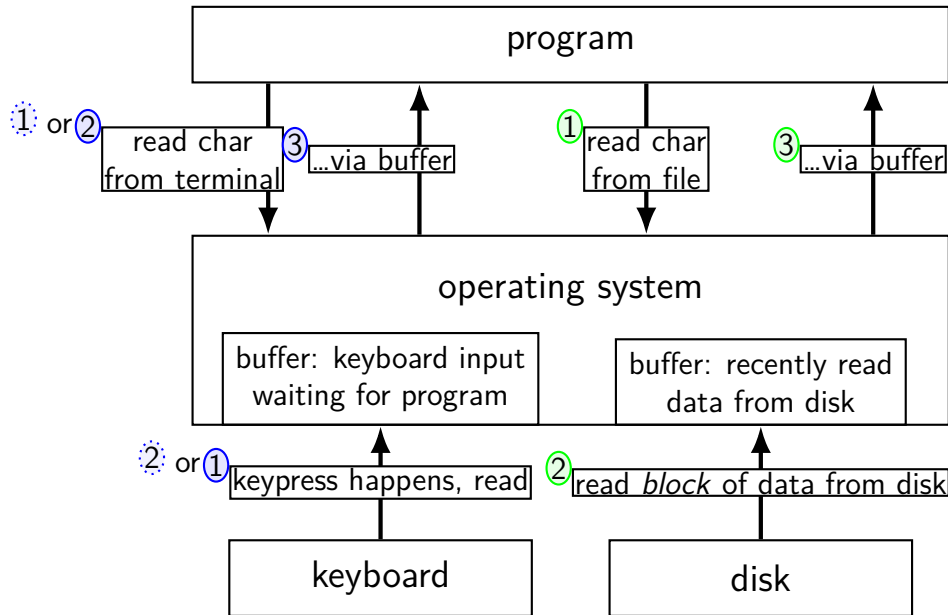 program
1 or 2
read char
from terminal
3
...via buffer
1
read char
from file
3
...via buffer
operating system
buffer: keyboard input
waiting for program
buffer: recently read
data from disk
2 or 1
keypress happens, read
2
read block of data from disk
keyboard
disk